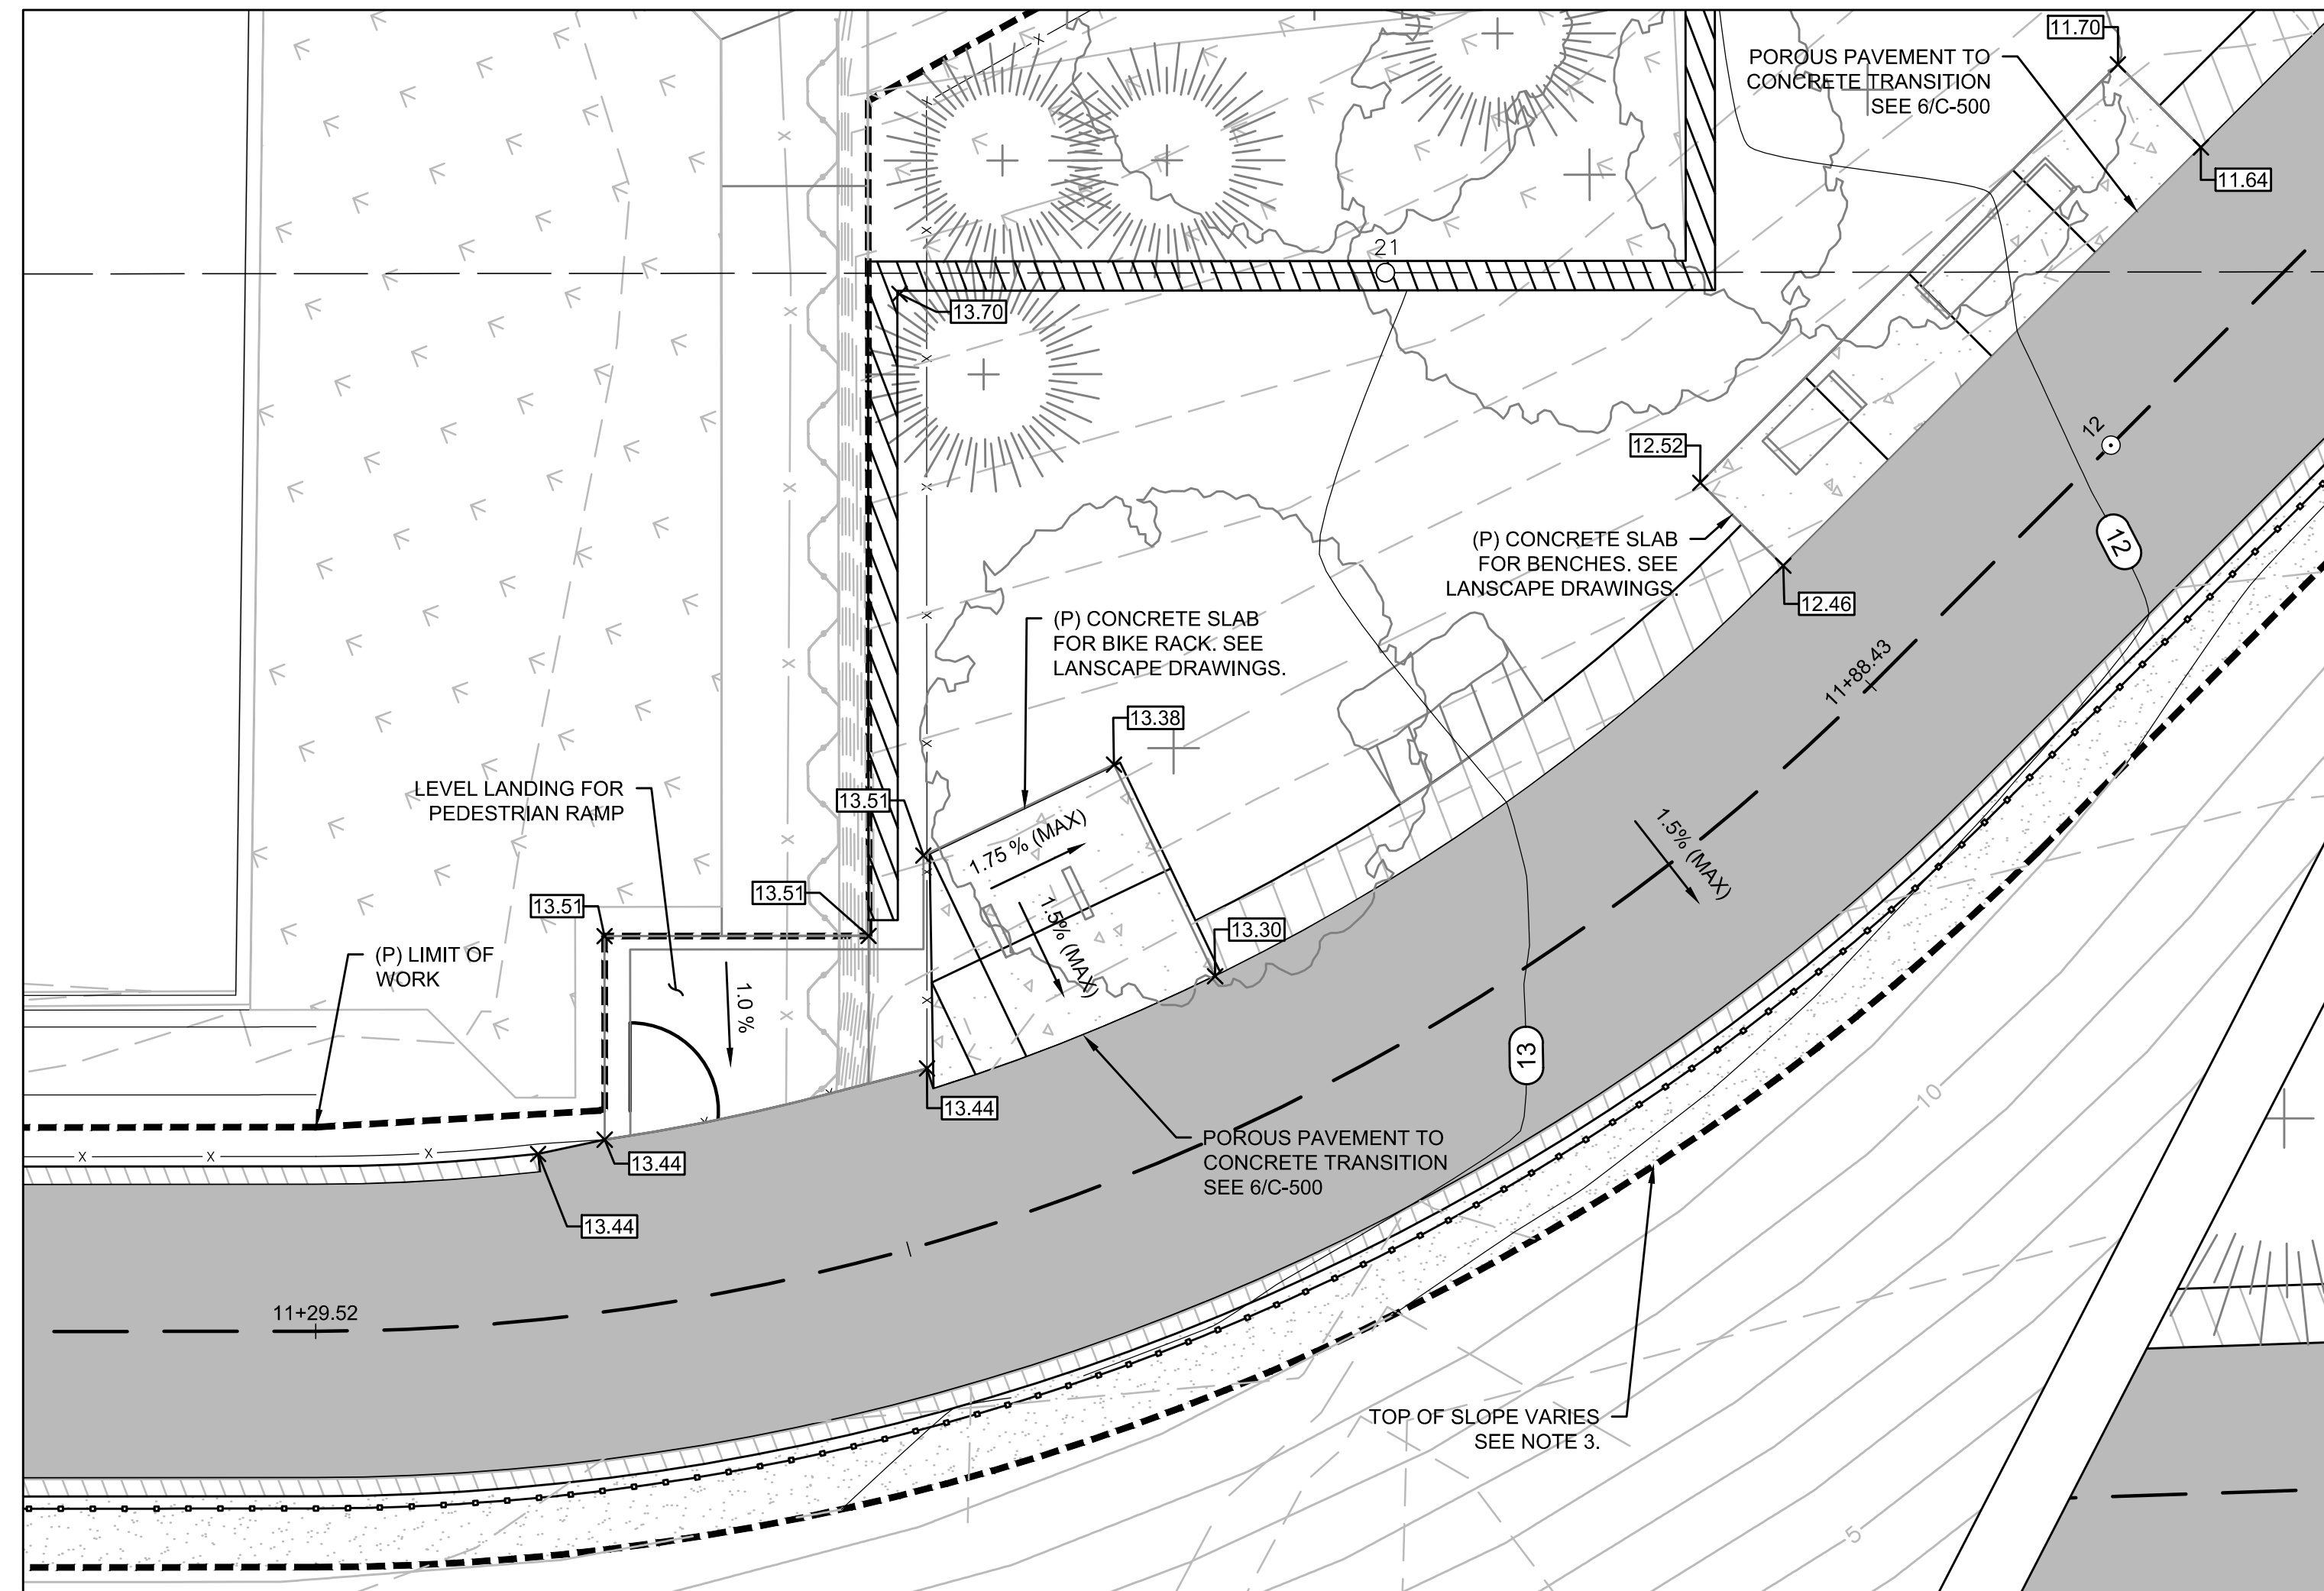 11.70
POROUS PAVEMENT TO
CONCRETE TRANSITION
SEE 6/C-500
11.64
21
13.70
12
12.52
(P) CONCRETE SLAB
FOR BENCHES. SEE
LANSCAPE DRAWINGS.
12
12.46
(P) CONCRETE SLAB
FOR BIKE RACK. SEE
LANSCAPE DRAWINGS.
11+88.43
13.38
LEVEL LANDING FOR
PEDESTRIAN RAMP
13.51
1.75 % (MAX)
1.5% (MAX)
13.51
13.51
1.5% (MAX)
13.30
(P) LIMIT OF
WORK
1.0 %
13
10
13.44
POROUS PAVEMENT TO
CONCRETE TRANSITION
SEE 6/C-500
13.44
13.44
11+29.52
TOP OF SLOPE VARIES
SEE NOTE 3.
5